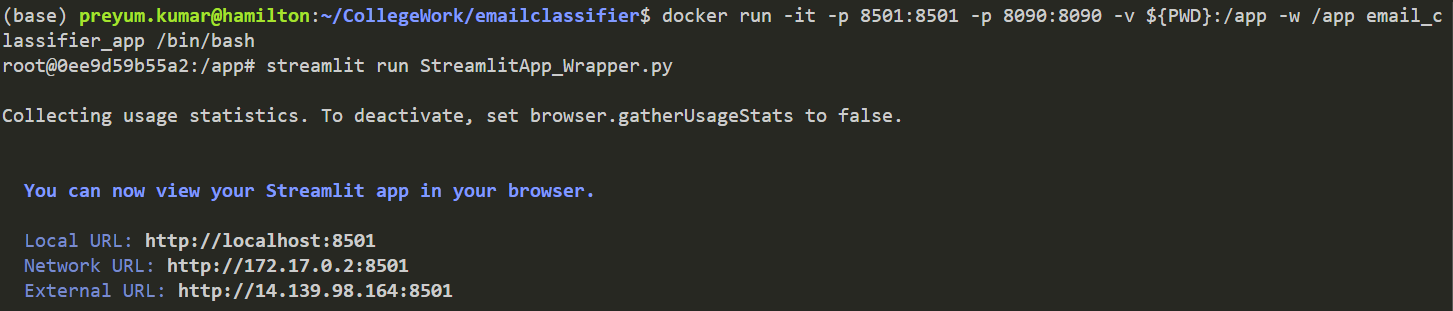 (base) preyum.kumar@hamilton:~/CollegeWork/emailclassifier$ docker run -it -p 8501:8501 -p 8090:8090 -v ${PWD}:/app -w /app email_c
lassifier_app /bin/bash
root@0ee9d59b55a2:/app# streamlit run StreamlitApp_Wrapper.py
Collecting usage statistics. To deactivate, set browser.gatherUsageStats to false.
You can now view your Streamlit app in your browser.
Local URL: http://localhost:8501
Network URL: http://172.17.0.2:8501
External URL: http://14.139.98.164:8501